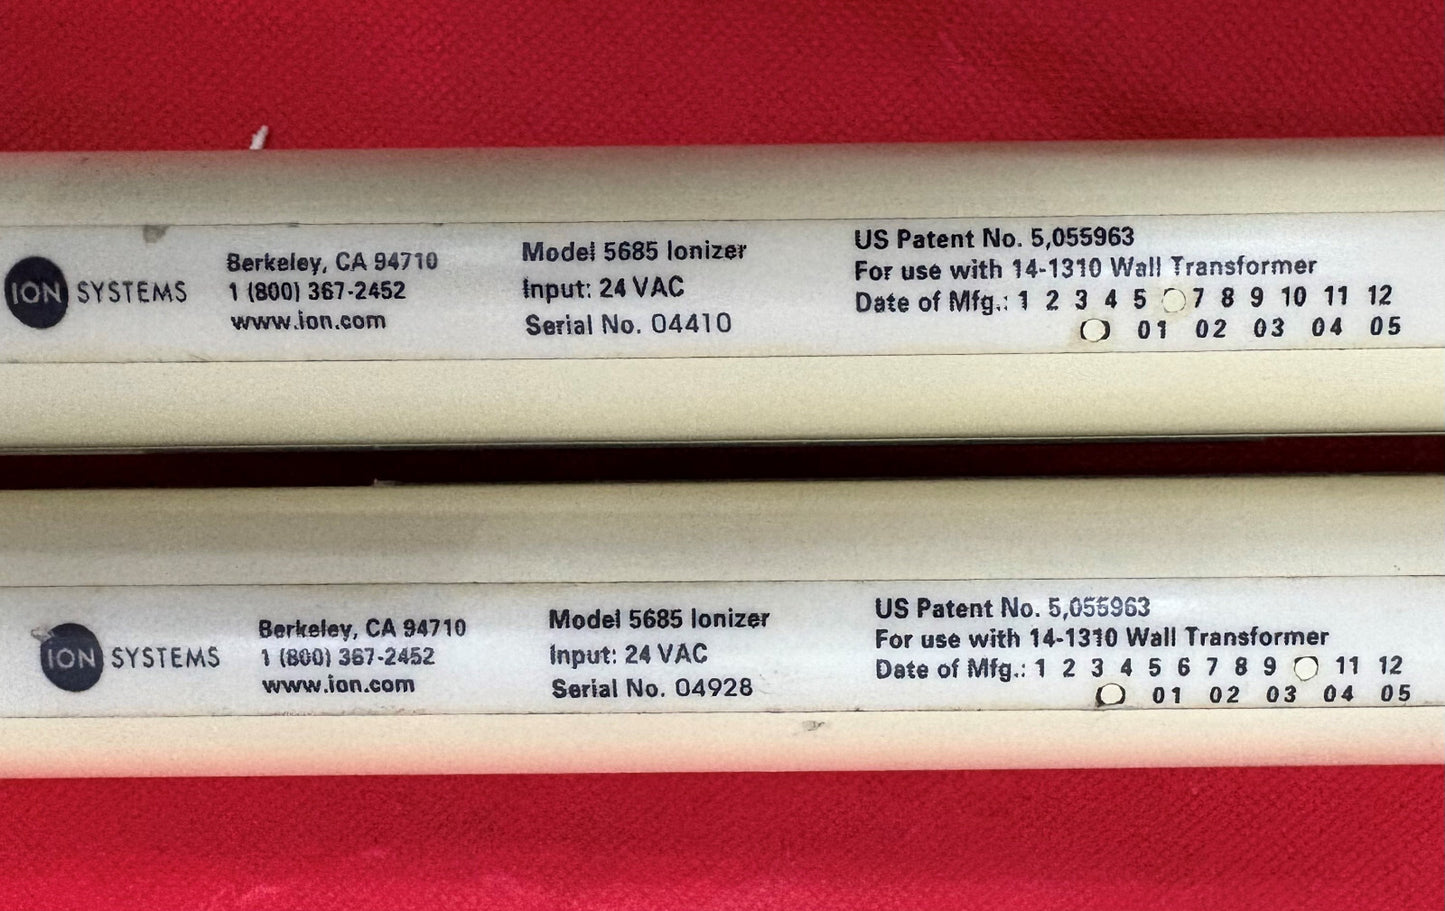 ION SYSTEMS
Berkeley, CA 94710
1 (800) 367-2452
www.ion.com
Model 5685 Ionizer
Input: 24 VAC
Serial No. 04410
US Patent No. 5,055963
For use with 14-1310 Wall Transformer
Date of Mfg.: 1 2 3 4 5 7 8 9 10 11 12
01 02 03 04 05
ION SYSTEMS
Berkeley, CA 94710
1 (800) 367-2452
www.ion.com
Model 5685 Ionizer
Input: 24 VAC
Serial No. 04928
US Patent No. 5,055963
For use with 14-1310 Wall Transformer
Date of Mfg.: 1 2 3 4 5 6 7 8 9 11 12
01 02 03 04 05